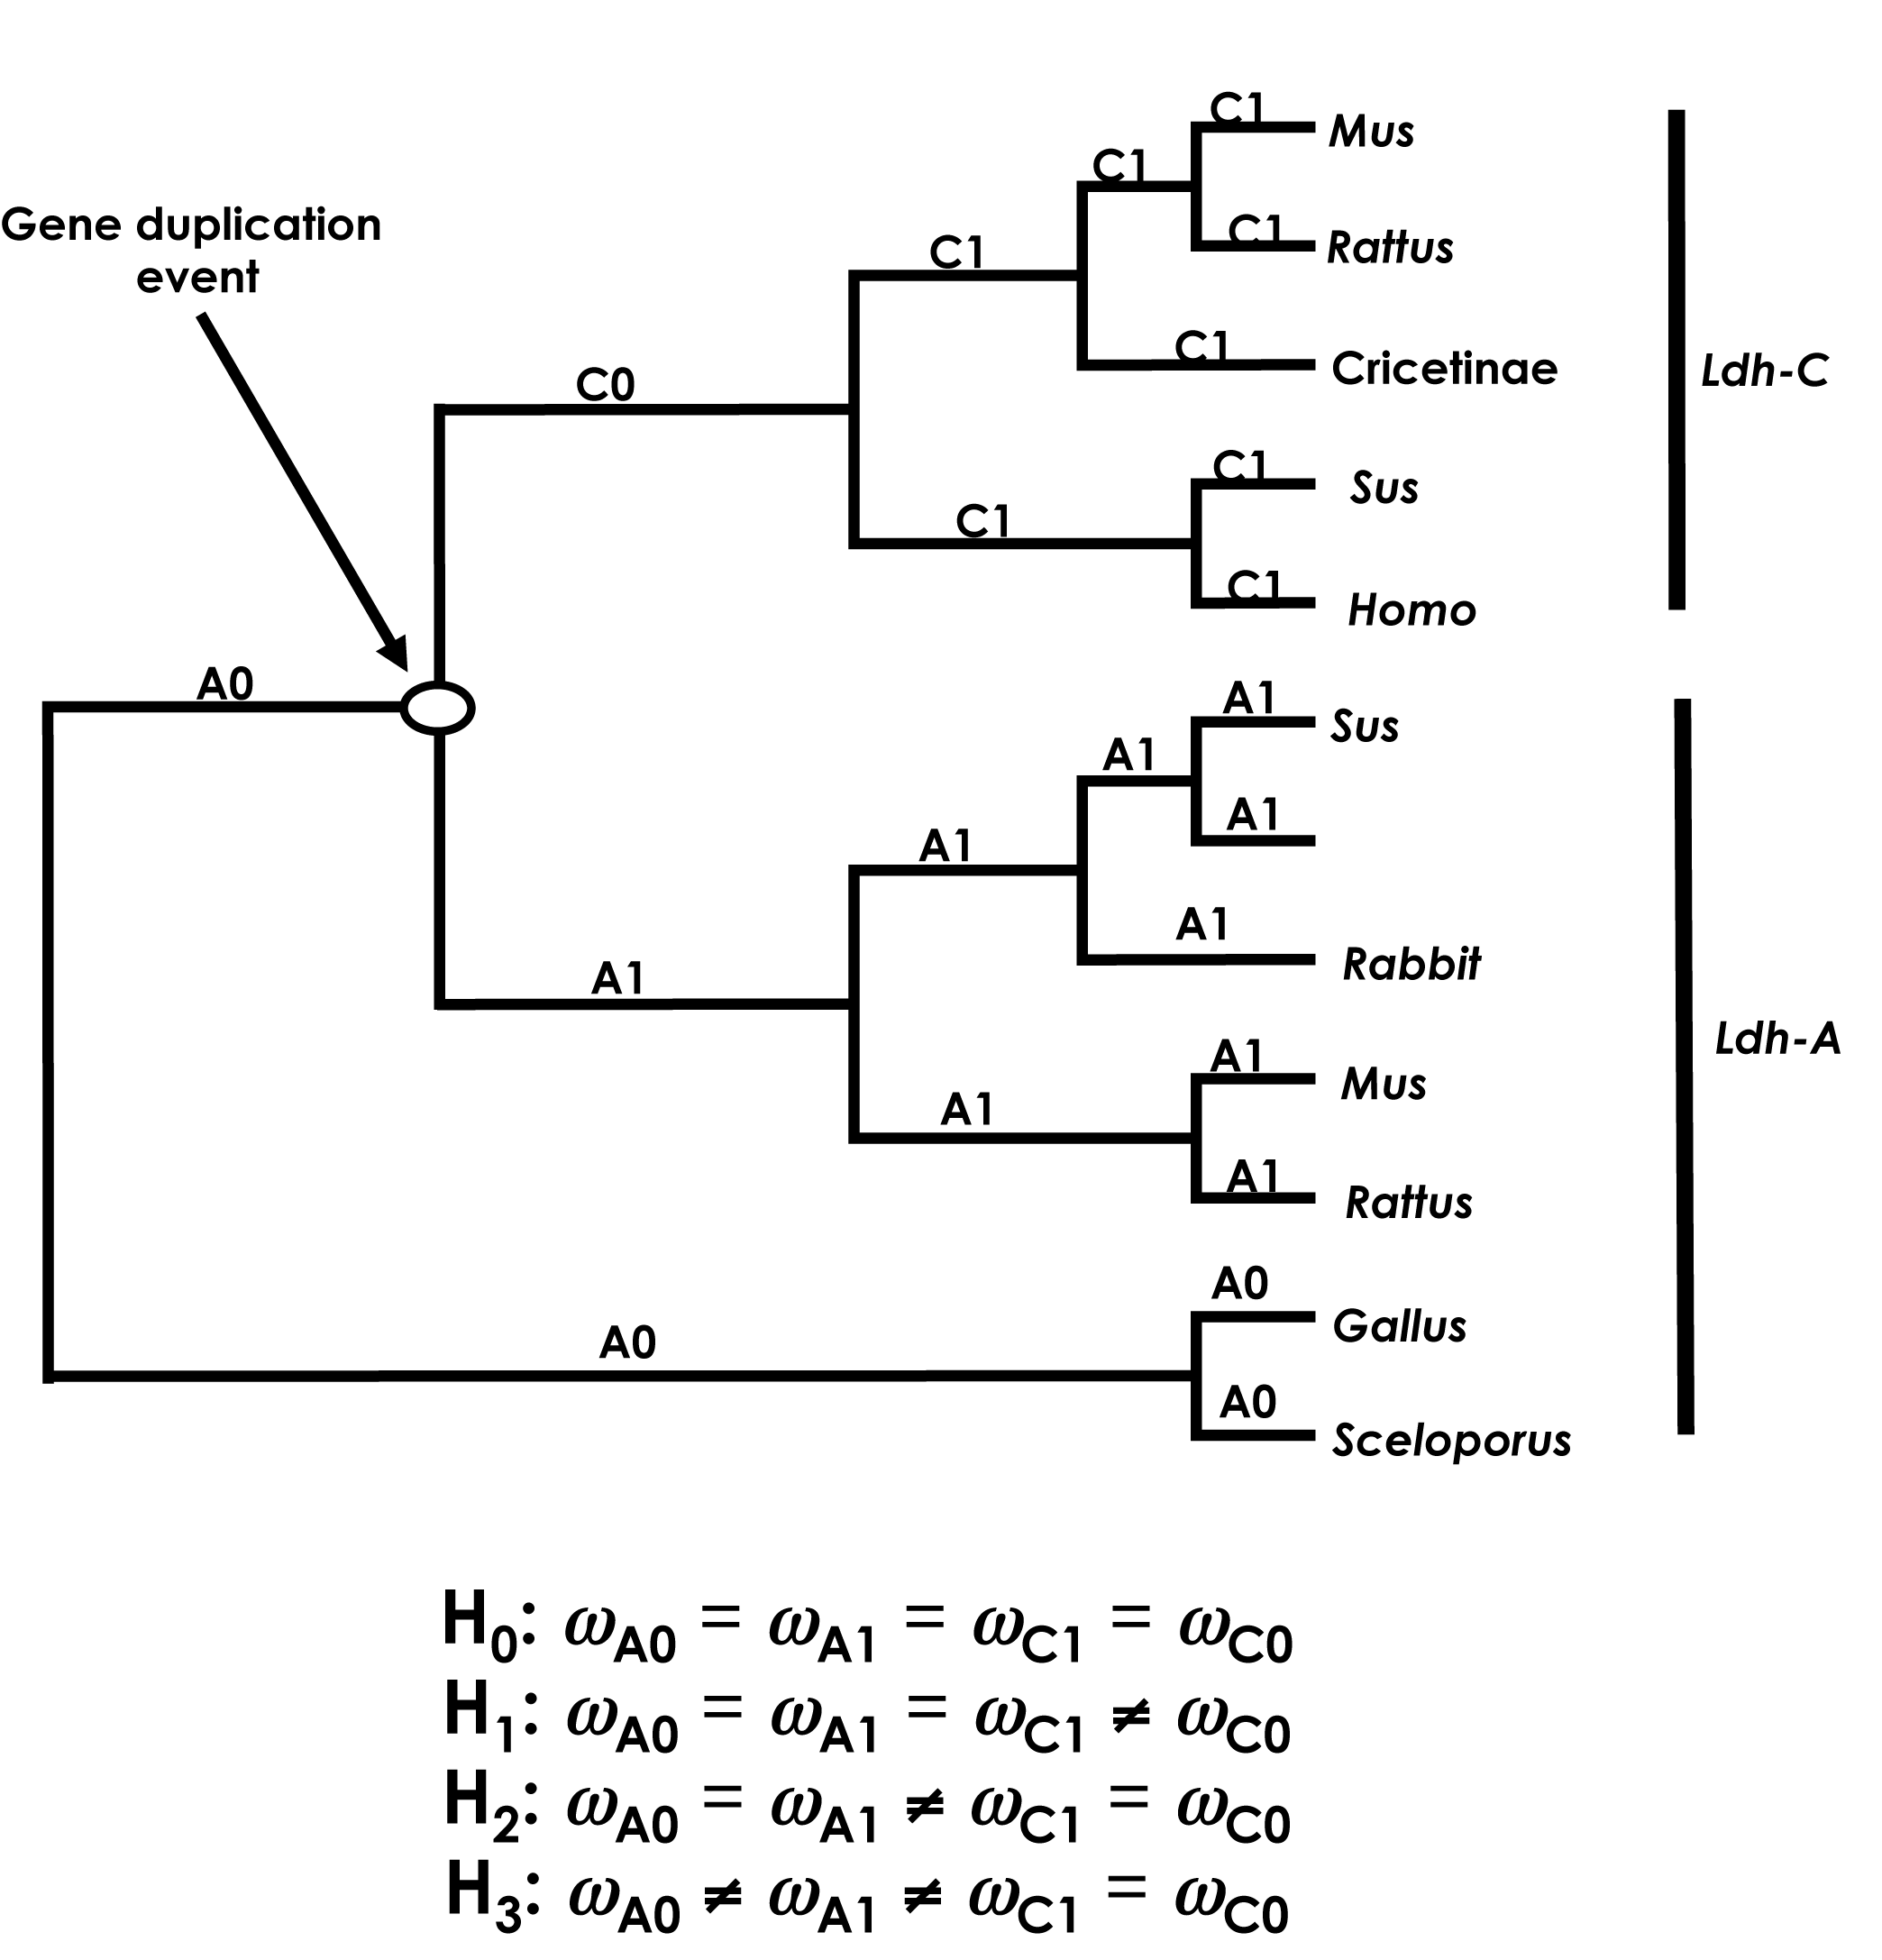 C1
Mus
C1
Gene duplication
event
C1
Rattus
C1
C1
Cricetinae
Ldh-C
C0
C1
Sus
C1
C1
Homo
A0
A1
Sus
A1
A1
A1
A1
Rabbit
A1
Ldh-A
A1
Mus
A1
A1
Rattus
A0
Gallus
A0
A0
Sceloporus
H0: ωA0 = ωA1 = ωC1 = ωC0
H1: ωA0 = ωA1 = ωC1 ≠ ωC0
H2: ωA0 = ωA1 ≠ ωC1 = ωC0
H3: ωA0 ≠ ωA1 ≠ ωC1 = ωC0